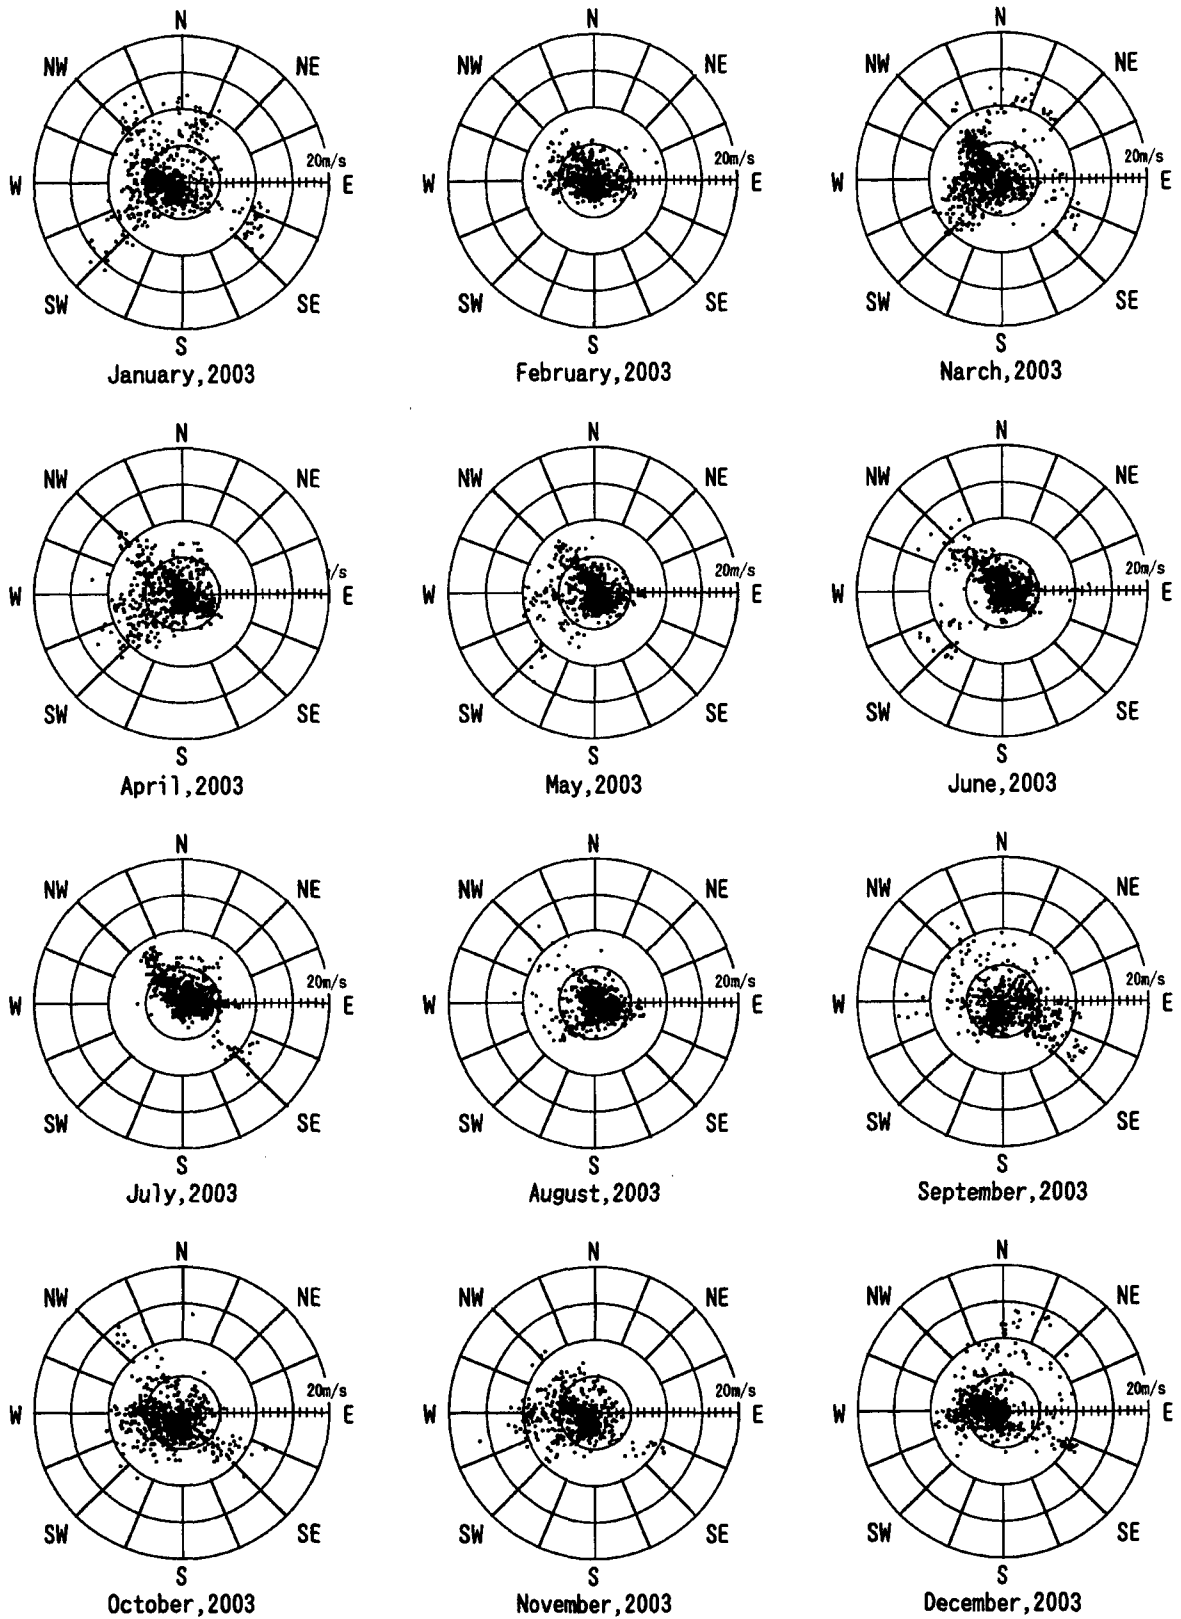 N
N
N
NW
NE
NW
NE
NW
NE
20m/s
20m/s
20m/s
W
E
W
E
W
E
SW
SE
SW
SE
SW
SE
S
S
S
January,2003
February,2003
Narch,2003
N
N
N
NW
NE
NW
NE
NW
NE
/s
20m/s
20m/s
W
E
W
E
W
E
SW
SE
SW
SE
SW
SE
S
S
S
April,2003
May,2003
June,2003
N
N
N
NW
NE
NW
NE
NW
NE
20m/s
20m/s
20m/s
W
E
W
E
W
E
SW
SE
SW
SE
SW
SE
S
S
S
July,2003
August,2003
September,2003
N
N
N
NW
NE
NW
NE
NW
NE
20m/s
20m/s
20m/s
W
E
W
E
W
E
SW
SE
SW
SE
SW
SE
S
S
S
October,2003
November,2003
December,2003